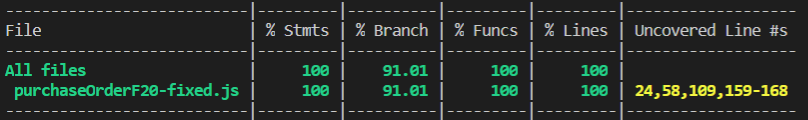 ---------------------------|---------|----------|---------|---------|-------------------
File                       | % Stmts | % Branch | % Funcs | % Lines | Uncovered Line #s
---------------------------|---------|----------|---------|---------|-------------------
All files                  |     100 |    91.01 |     100 |     100 |
 purchaseOrderF20-fixed.js |     100 |    91.01 |     100 |     100 | 24,58,109,159-168
---------------------------|---------|----------|---------|---------|-------------------